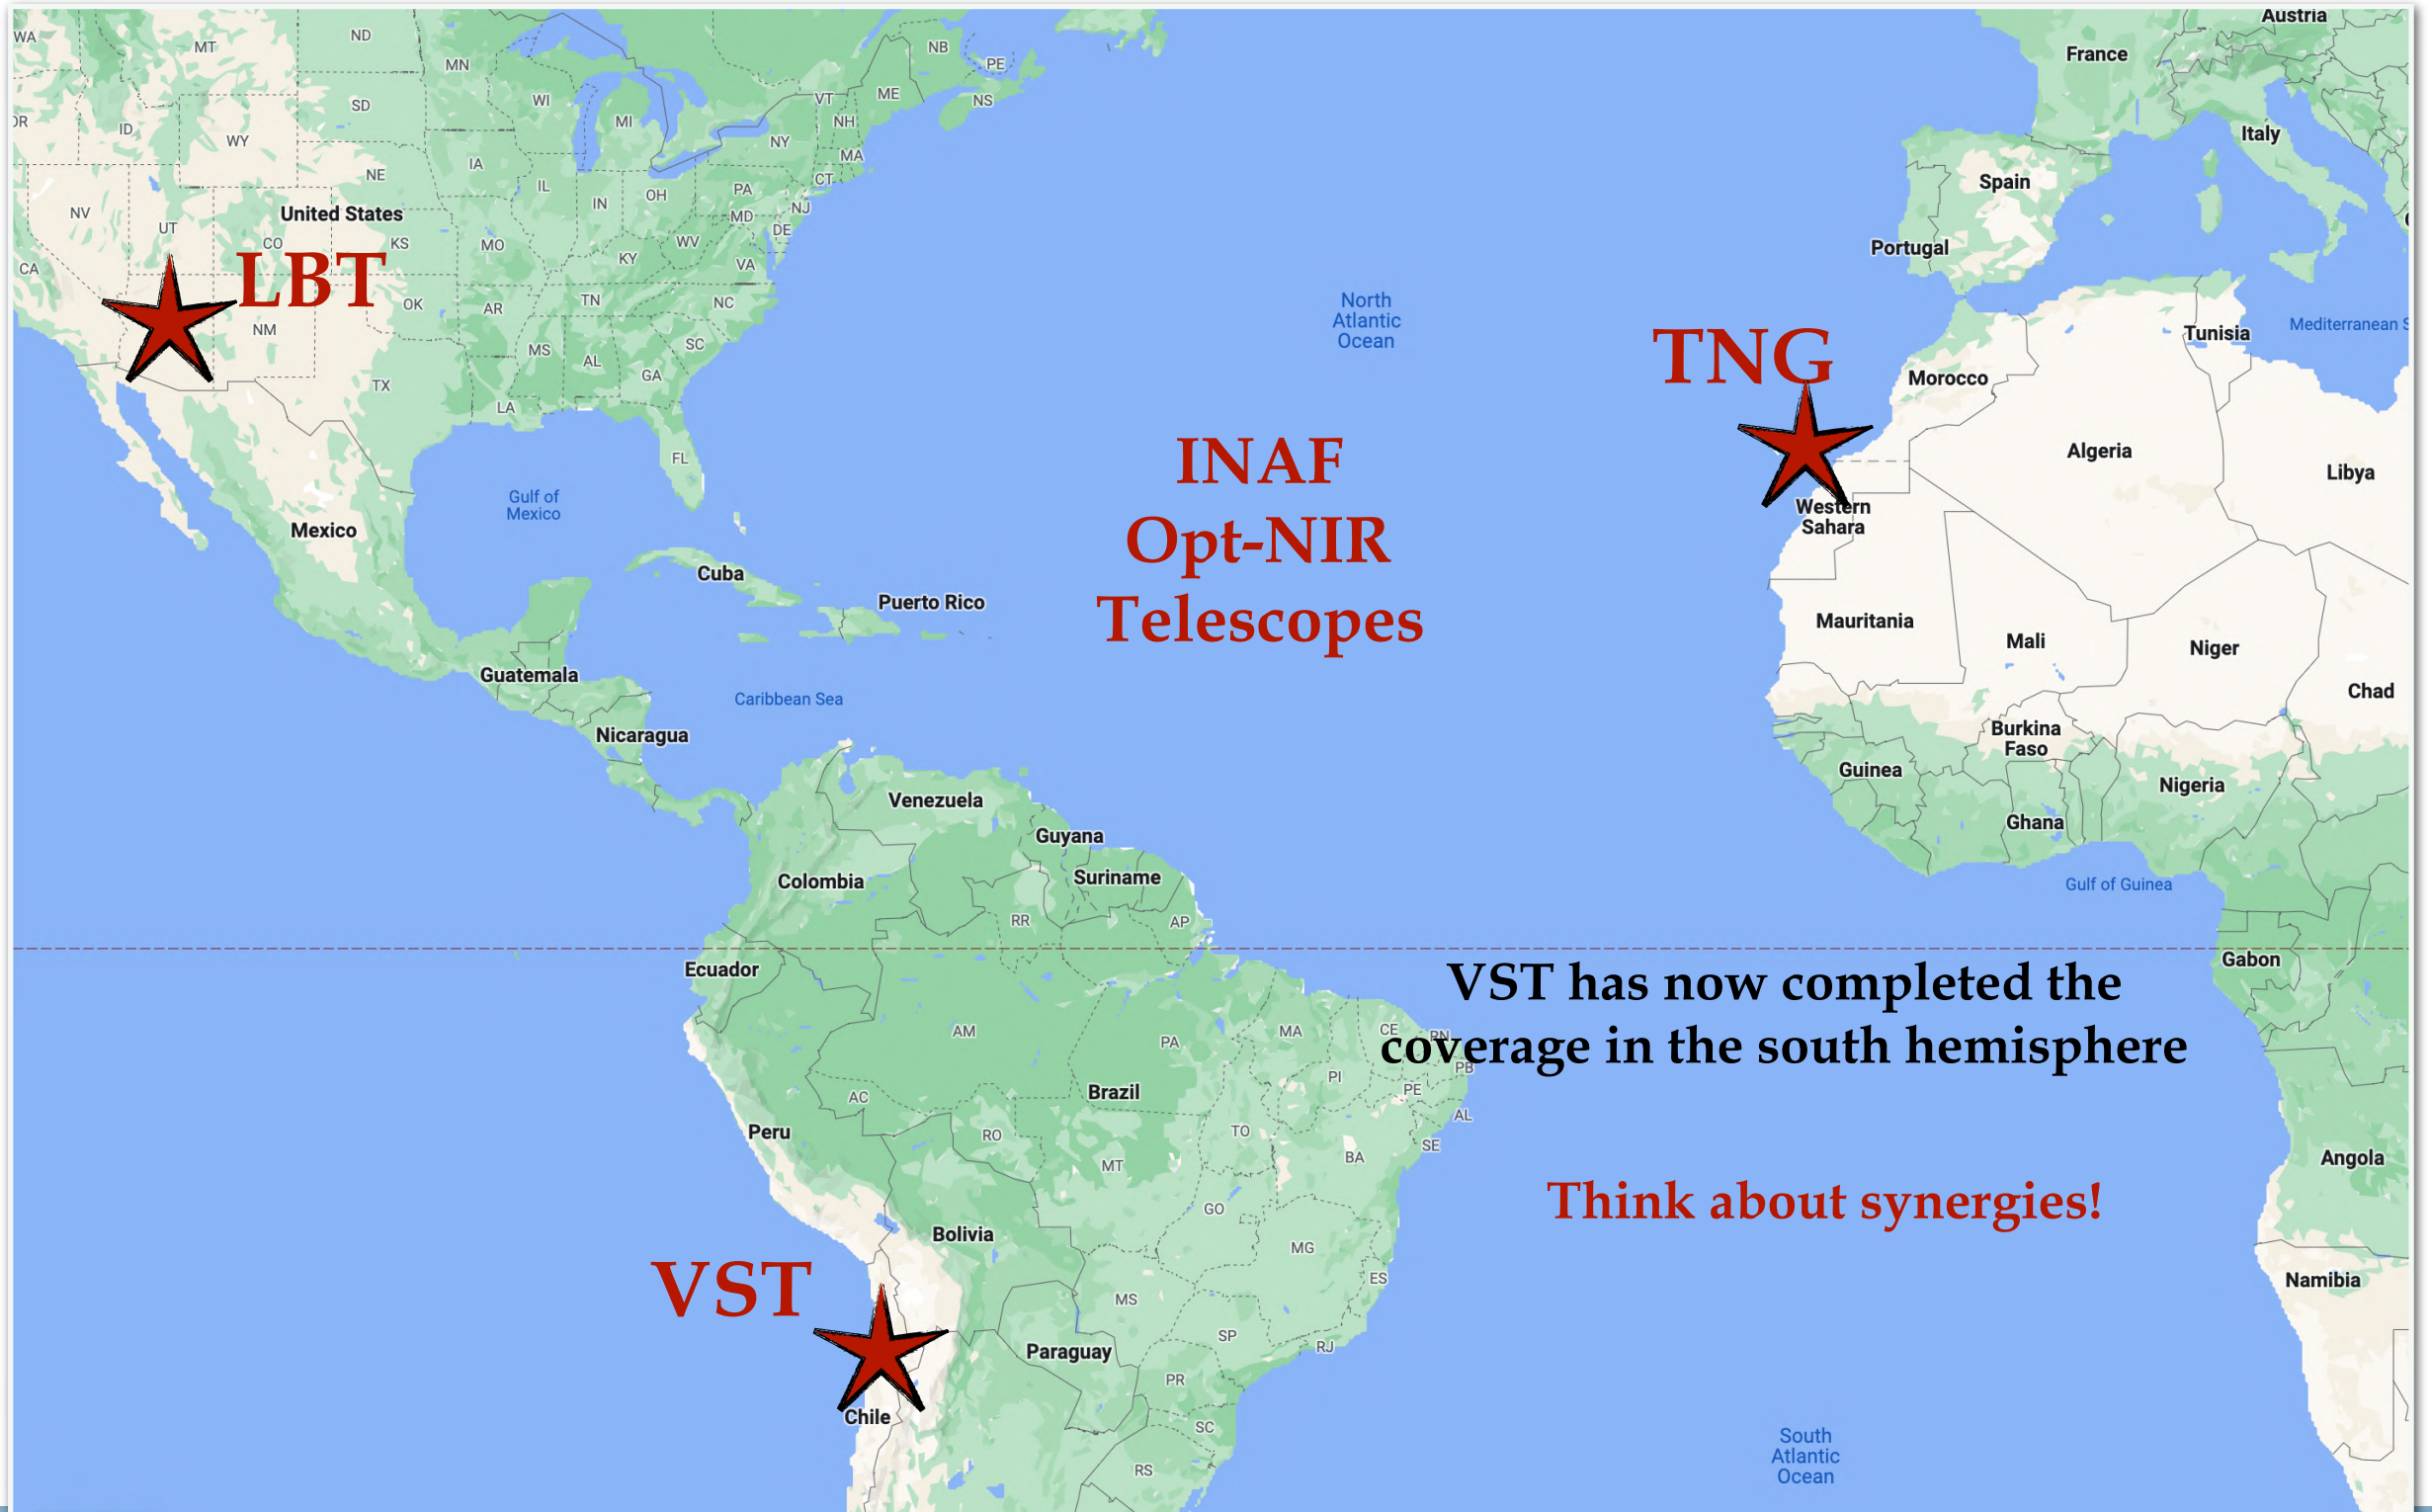 Austria
WA
MT
ND
MN
NB
PE
France
OR
ID
SD
WI
MI
VT
ME
NS
NH
WY
NY
MA
Italy
IA
NE
IL
IN
OH
PA
CT
Spain
NV
UT
United States
CO
KS
MO
MD
NJ
DE
WV
KY
VA
Portugal
CA
LBT
OK
AR
TN
NC
North
Atlantic
Ocean
Mediterranean S
Tunisia
NM
TX
MS
AL
SC
GA
LA
TNG
Morocco
FL
INAF
Opt-NIR
Telescopes
Algeria
Libya
Gulf of
Mexico
Mexico
Western
Sahara
Cuba
Puerto Rico
Mauritania
Mali
Niger
Guatemala
Caribbean Sea
Chad
Nicaragua
Burkina
Faso
Guinea
Nigeria
Venezuela
Guyana
Ghana
Colombia
Suriname
Gulf of Guinea
RR
AP
Ecuador
Gabon
VST has now completed the
coverage in the south hemisphere
AM
PA
MA
CE
RN
PI
PB
PE
Brazil
AC
AL
Peru
RO
TO
SE
MT
BA
Angola
Think about synergies!
GO
Bolivia
MG
VST
ES
Namibia
MS
SP
RJ
Paraguay
PR
Chile
SC
RS
South
Atlantic
Ocean